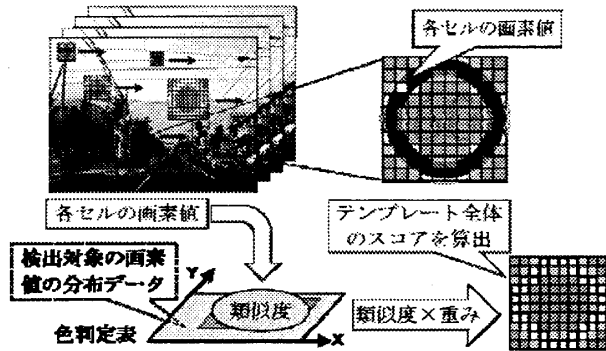 各セルの画素値
各セルの画素値
テンプレート全体
のスコアを算出
検出対象の画素
値の分布データ
Y
類似度
X
色判定表
類似度×重み